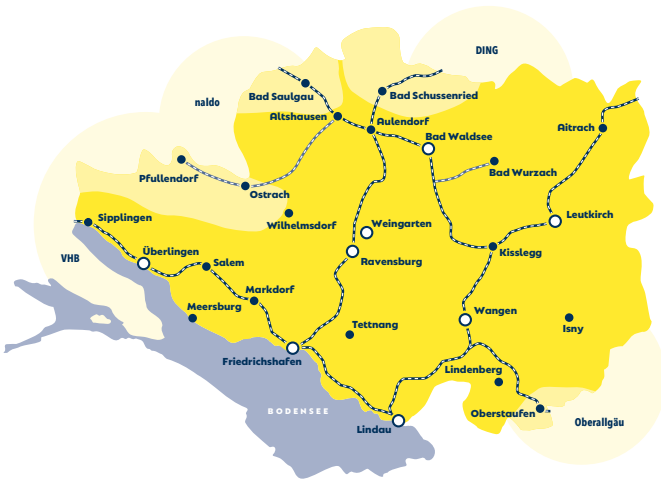 DING
naldo
Bad Saulgau
Bad Schussenried
Altshausen
Aulendorf
Bad Waldsee
Aitrach
Pfullendorf
Bad Wurzach
Ostrach
Wilhelmsdorf
Weingarten
Leutkirch
Sipplingen
Überlingen
Kisslegg
VHB
Salem
Ravensburg
Markdorf
Meersburg
Wangen
Tettnang
Isny
Friedrichshafen
Lindenberg
BODENSEE
Oberstaufen
Oberallgäu
Lindau